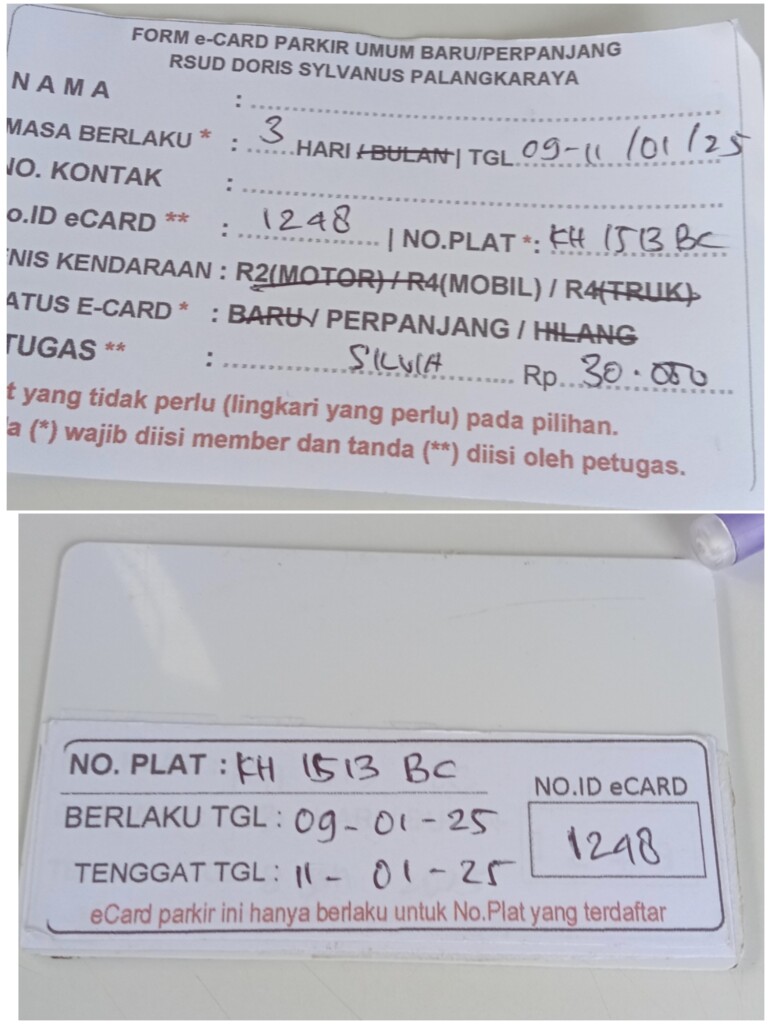 FORM e-CARD PARKIR UMUM BARU/PERPANJANG
RSUD DORIS SYLVANUS PALANGKARAYA
NAMA :
MASA BERLAKU * : 3 HARI / BULAN | TGL 09-11 /01/25
NO. KONTAK :
o.ID eCARD ** : 1248 | NO.PLAT *: KH 1513 BC
NIS KENDARAAN : R2(MOTOR) / R4(MOBIL) / R4(TRUK)
ATUS E-CARD * : BARU / PERPANJANG / HILANG
TUGAS ** : SILVIA Rp 30.000
t yang tidak perlu (lingkari yang perlu) pada pilihan.
a (*) wajib diisi member dan tanda (**) diisi oleh petugas.
NO. PLAT : KH 1513 BC
NO.ID eCARD
BERLAKU TGL : 09-01-25
1248
TENGGAT TGL : 11-01-25
eCard parkir ini hanya berlaku untuk No.Plat yang terdaftar